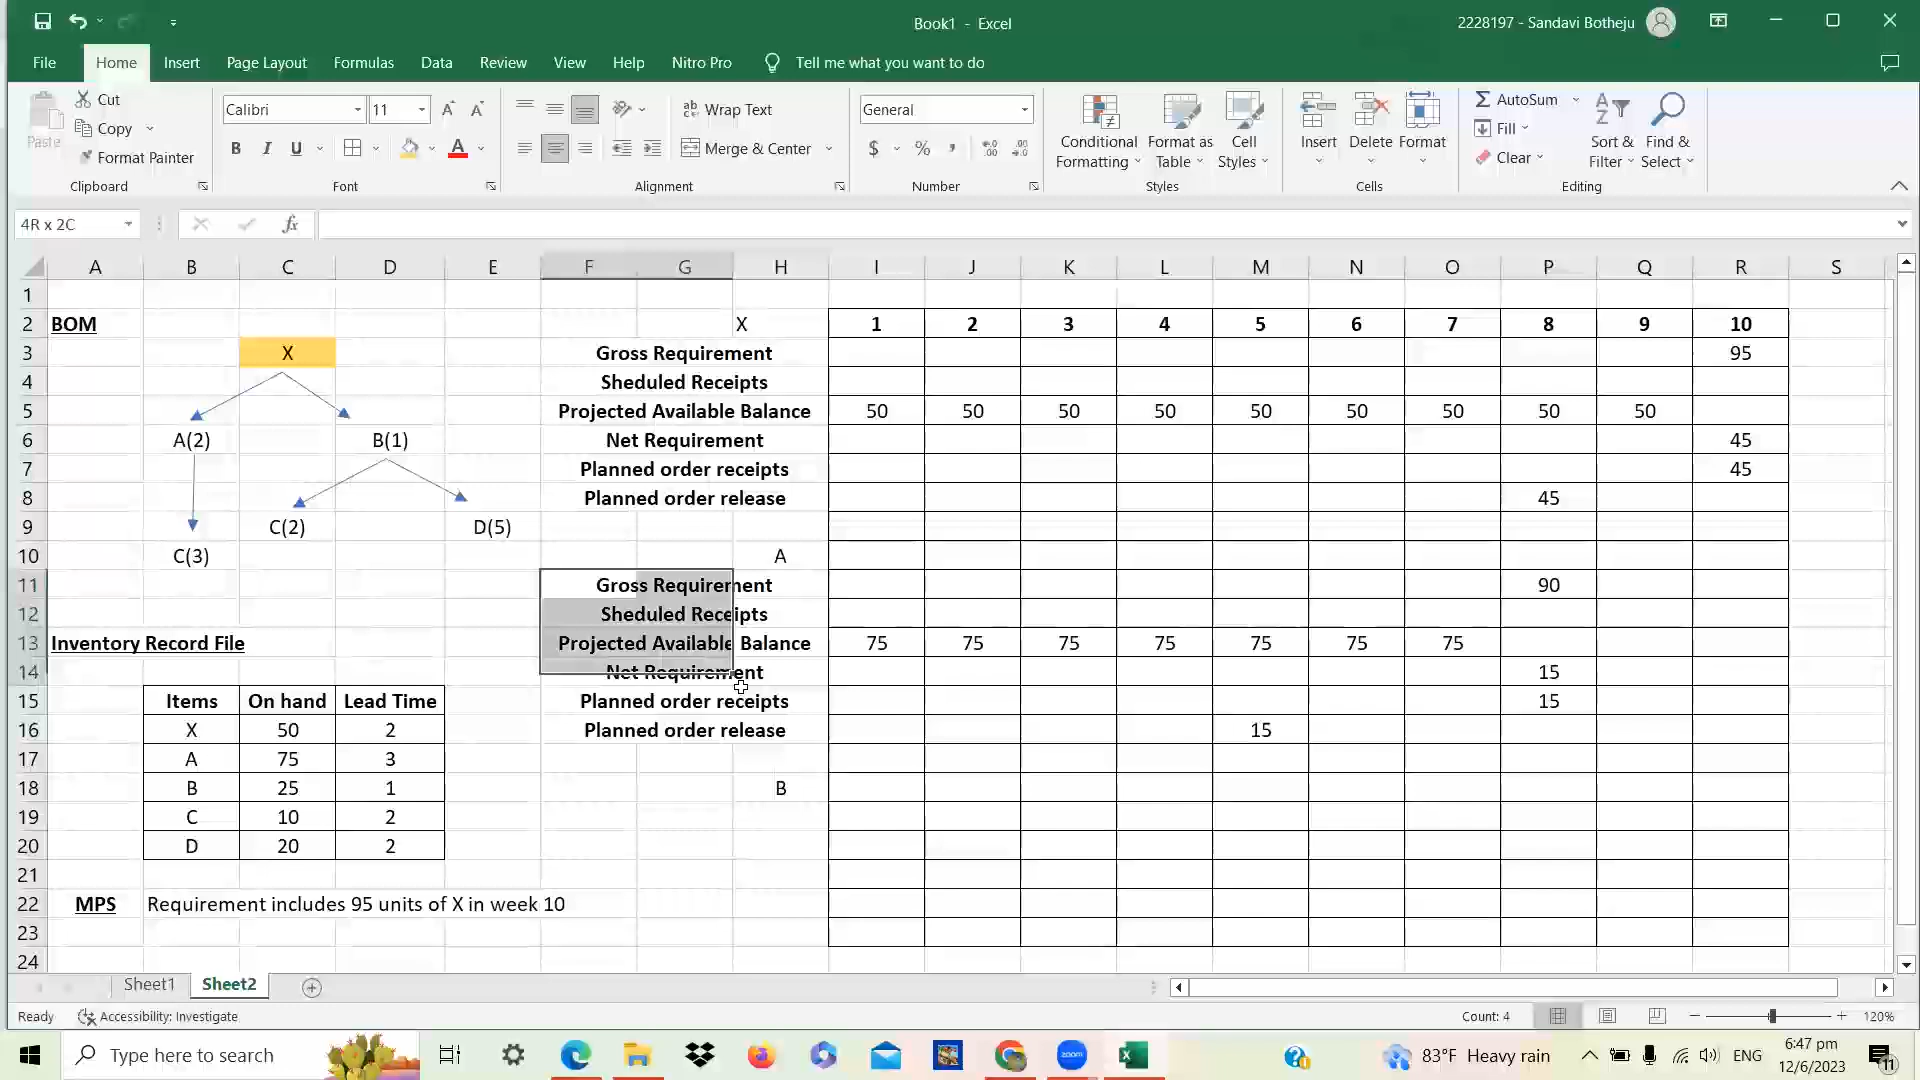 Book1 - Excel
2228197 - Sandavi Botheju
File Home Insert Page Layout Formulas Data Review View Help Nitro Pro Tell me what you want to do
Paste
Cut
Copy
Format Painter
Clipboard
Calibri 11
B I U
Font
Wrap Text
Merge & Center
Alignment
General
$ % ,
Number
Conditional Formatting
Format as Table
Cell Styles
Styles
Insert Delete Format
Cells
AutoSum
Fill
Clear
Sort & Filter
Find & Select
Editing
4R x 2C
fx
A B C D E F G H I J K L M N O P Q R S
1
2 BOM X 1 2 3 4 5 6 7 8 9 10
3 X Gross Requirement 95
4 Sheduled Receipts
5 Projected Available Balance 50 50 50 50 50 50 50 50 50
6 A(2) B(1) Net Requirement 45
7 Planned order receipts 45
8 Planned order release 45
9 C(2) D(5)
10 C(3) A
11 Gross Requirement 90
12 Sheduled Receipts
13 Inventory Record File Projected Available Balance 75 75 75 75 75 75 75
14 Net Requirement 15
15 Items On hand Lead Time Planned order receipts 15
16 X 50 2 Planned order release 15
17 A 75 3
18 B 25 1 B
19 C 10 2
20 D 20 2
21
22 MPS Requirement includes 95 units of X in week 10
23
24
Sheet1 Sheet2
Ready Accessibility: Investigate Count: 4 120%
Type here to search
zoom
83°F Heavy rain ENG
6:47 pm
12/6/2023
11